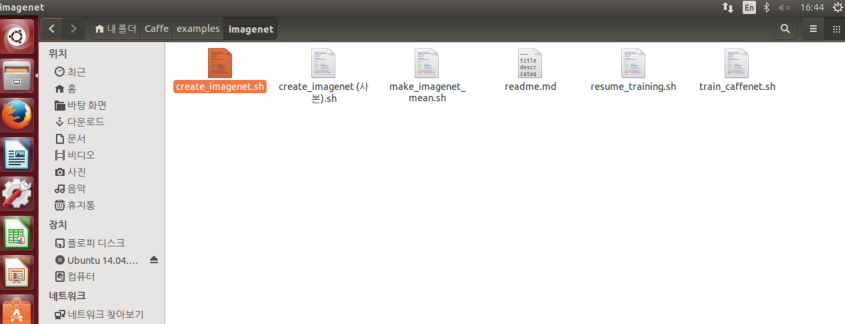 imagenet
En
16:44
내 폴더 Caffe examples imagenet
위치
최근
홈
바탕 화면
다운로드
문서
비디오
사진
음악
휴지통
장치
플로피 디스크
Ubuntu 14.04....
컴퓨터
네트워크
네트워크 찾아보기
create_imagenet.sh
create_imagenet (사
본).sh
make_imagenet_
mean.sh
title
descr
categ
readme.md
resume_training.sh
train_caffenet.sh